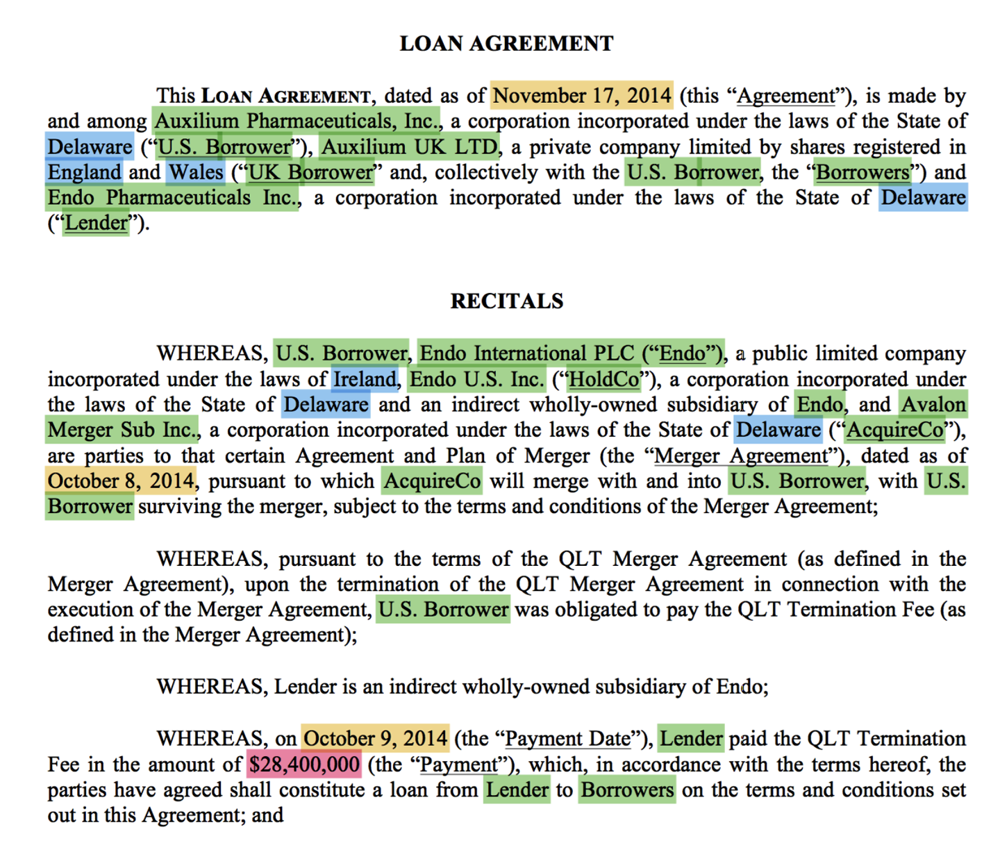 LOAN AGREEMENT
This LOAN AGREEMENT, dated as of November 17, 2014 (this “Agreement”), is made by
and among Auxilium Pharmaceuticals, Inc., a corporation incorporated under the laws of the State of
Delaware (“U.S. Borrower”), Auxilium UK LTD, a private company limited by shares registered in
England and Wales (“UK Borrower” and, collectively with the U.S. Borrower, the “Borrowers”) and
Endo Pharmaceuticals Inc., a corporation incorporated under the laws of the State of Delaware
(“Lender”).
RECITALS
WHEREAS, U.S. Borrower, Endo International PLC (“Endo”), a public limited company
incorporated under the laws of Ireland, Endo U.S. Inc. (“HoldCo”), a corporation incorporated under
the laws of the State of Delaware and an indirect wholly-owned subsidiary of Endo, and Avalon
Merger Sub Inc., a corporation incorporated under the laws of the State of Delaware (“AcquireCo”),
are parties to that certain Agreement and Plan of Merger (the “Merger Agreement”), dated as of
October 8, 2014, pursuant to which AcquireCo will merge with and into U.S. Borrower, with U.S.
Borrower surviving the merger, subject to the terms and conditions of the Merger Agreement;
WHEREAS, pursuant to the terms of the QLT Merger Agreement (as defined in the
Merger Agreement), upon the termination of the QLT Merger Agreement in connection with the
execution of the Merger Agreement, U.S. Borrower was obligated to pay the QLT Termination Fee (as
defined in the Merger Agreement);
WHEREAS, Lender is an indirect wholly-owned subsidiary of Endo;
WHEREAS, on October 9, 2014 (the “Payment Date”), Lender paid the QLT Termination
Fee in the amount of $28,400,000 (the “Payment”), which, in accordance with the terms hereof, the
parties have agreed shall constitute a loan from Lender to Borrowers on the terms and conditions set
out in this Agreement; and